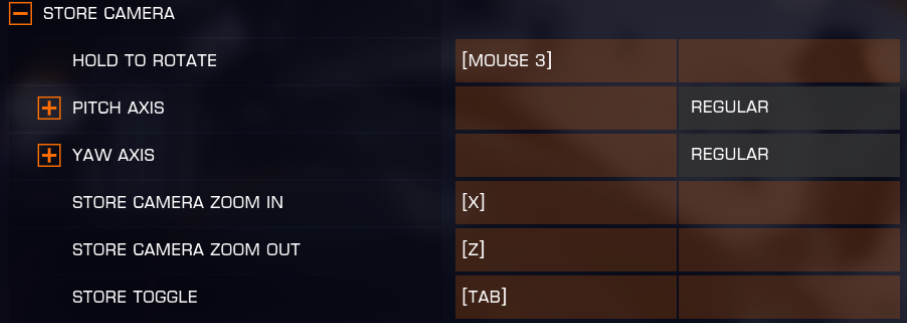 STORE CAMERA
HOLD TO ROTATE [MOUSE 3]
PITCH AXIS REGULAR
YAW AXIS REGULAR
STORE CAMERA ZOOM IN [X]
STORE CAMERA ZOOM OUT [Z]
STORE TOGGLE [TAB]